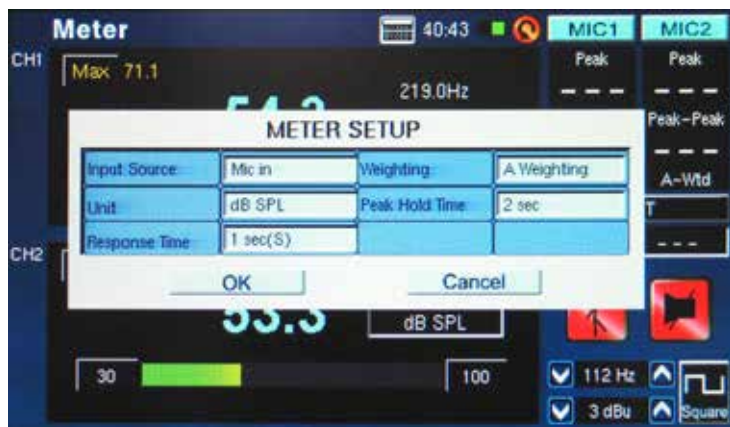 Meter 40:43 MIC1 MIC2
CH1 Max 71.1 Peak Peak
219.0Hz --- ---
Peak-Peak
METER SETUP
---
Input Source Mic in Weighting A Weighting
A-Wtd
Unit dB SPL Peak Hold Time 2 sec
Response Time 1 sec(S)
---
CH2
OK Cancel
53.3 dB SPL
30 100 112 Hz
3 dBu Square